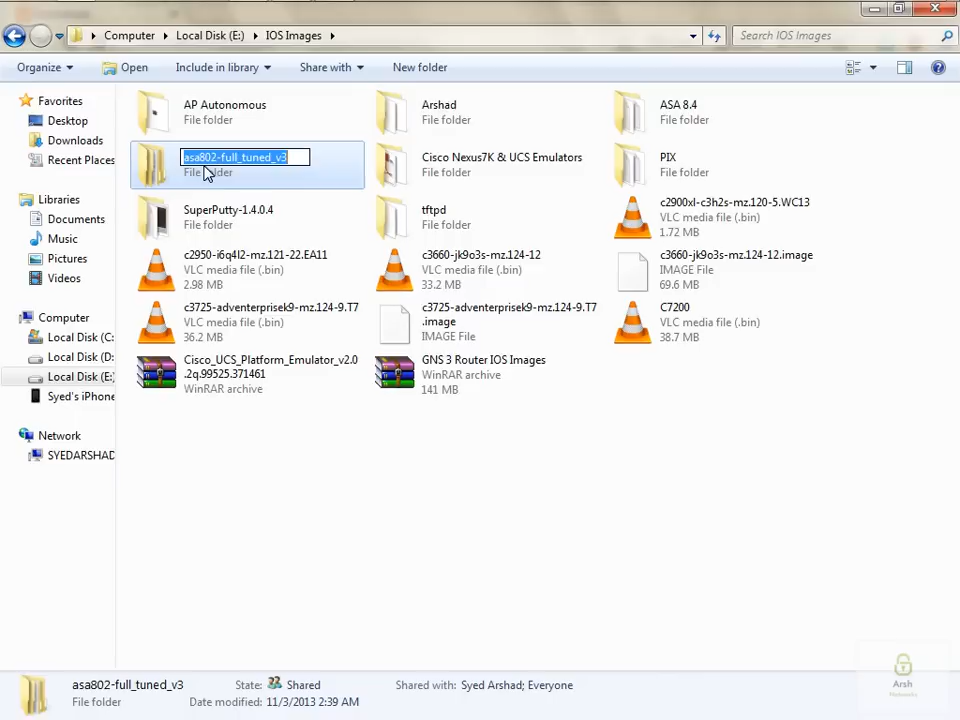 Computer
Local Disk (E:)
IOS Images
Search IOS Images
Organize
Open
Include in library
Share with
New folder
Favorites
Desktop
Downloads
Recent Places
Libraries
Documents
Music
Pictures
Videos
Computer
Local Disk (C:
Local Disk (D:
Local Disk (E:)
Syed's iPhone
Network
SYEDARSHAD
AP Autonomous
File folder
Arshad
File folder
ASA 8.4
File folder
asa802-full_tuned_v3
File folder
Cisco Nexus7K & UCS Emulators
File folder
PIX
File folder
SuperPutty-1.4.0.4
File folder
tftpd
File folder
c2900xl-c3h2s-mz.120-5.WC13
VLC media file (.bin)
1.72 MB
c2950-i6q4l2-mz.121-22.EA11
VLC media file (.bin)
2.98 MB
c3660-jk9o3s-mz.124-12
VLC media file (.bin)
33.2 MB
c3660-jk9o3s-mz.124-12.image
IMAGE File
69.6 MB
c3725-adventerprisek9-mz.124-9.T7
VLC media file (.bin)
36.2 MB
c3725-adventerprisek9-mz.124-9.T7
.image
IMAGE File
C7200
VLC media file (.bin)
38.7 MB
Cisco_UCS_Platform_Emulator_v2.0
.2q.99525.371461
WinRAR archive
GNS 3 Router IOS Images
WinRAR archive
141 MB
asa802-full_tuned_v3
File folder
State: Shared
Date modified: 11/3/2013 2:39 AM
Shared with: Syed Arshad; Everyone
Arsh
Networks